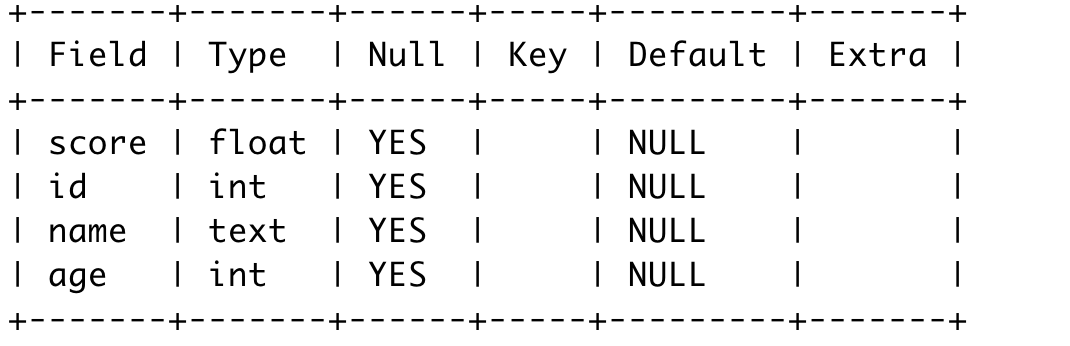 +-------+-------+------+-----+---------+-------+
| Field | Type  | Null | Key | Default | Extra |
+-------+-------+------+-----+---------+-------+
| score | float | YES  |     | NULL    |       |
| id    | int   | YES  |     | NULL    |       |
| name  | text  | YES  |     | NULL    |       |
| age   | int   | YES  |     | NULL    |       |
+-------+-------+------+-----+---------+-------+